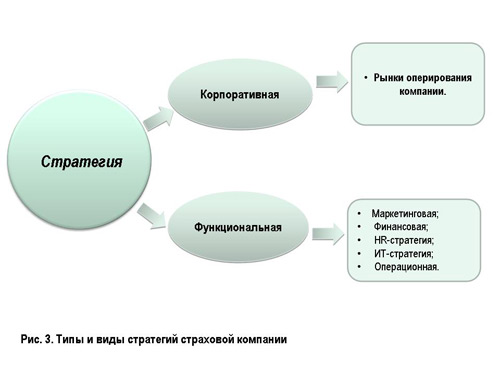 Стратегия
Корпоративная
• Рынки оперирования
компании.
Функциональная
• Маркетинговая;
• Финансовая;
• HR-стратегия;
• ИТ-стратегия;
• Операционная.
Рис. 3. Типы и виды стратегий страховой компании